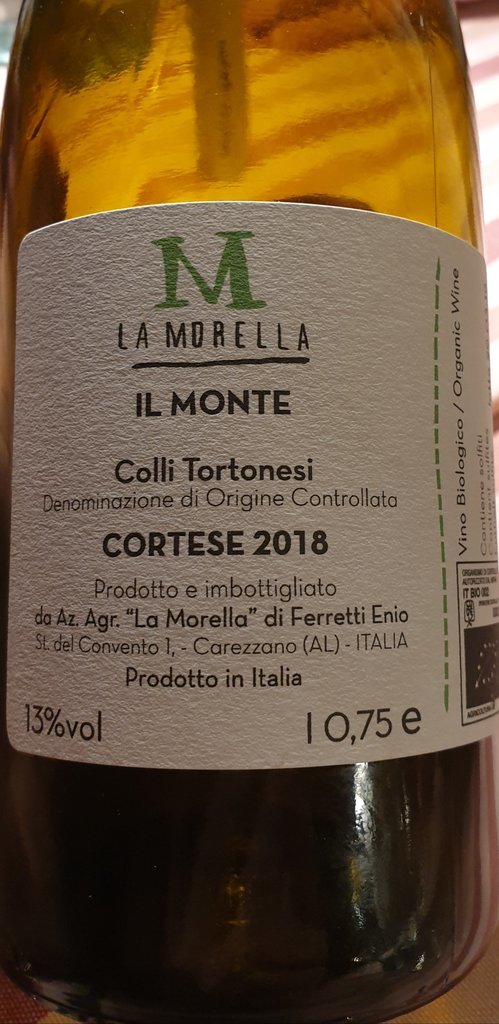 M
LA MORELLA
IL MONTE
Colli Tortonesi
Denominazione di Origine Controllata
CORTESE 2018
Prodotto e imbottigliato
da Az. Agr. "La Morella" di Ferretti Enio
St. del Convento 1, - Carezzano (AL) - ITALIA
Prodotto in Italia
13%vol
l 0,75 e
Vino Biologico / Organic Wine
Contiene solfiti
IT BIO 002